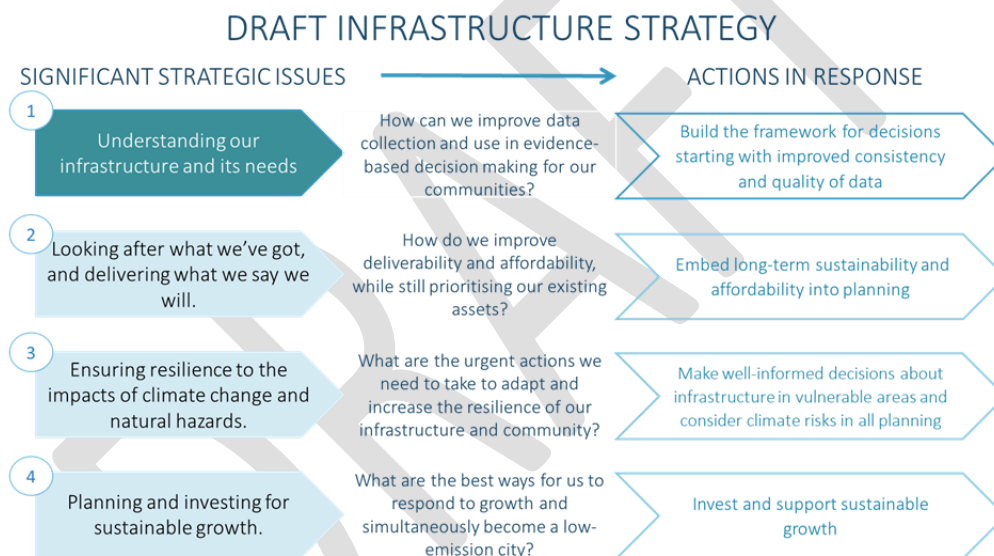 DRAFT INFRASTRUCTURE STRATEGY
SIGNIFICANT STRATEGIC ISSUES
ACTIONS IN RESPONSE
1
Understanding our
infrastructure and its needs
How can we improve data
collection and use in evidence-
based decision making for our
communities?
Build the framework for decisions
starting with improved consistency
and quality of data
2
Looking after what we've got,
and delivering what we say we
will.
How do we improve
deliverability and affordability,
while still prioritising our existing
assets?
Embed long-term sustainability and
affordability into planning
3
Ensuring resilience to the
impacts of climate change and
natural hazards.
What are the urgent actions we
need to take to adapt and
increase the resilience of our
infrastructure and community?
Make well-informed decisions about
infrastructure in vulnerable areas and
consider climate risks in all planning
4
Planning and investing for
sustainable growth.
What are the best ways for us to
respond to growth and
simultaneously become a low-
emission city?
Invest and support sustainable
growth
DRAFT